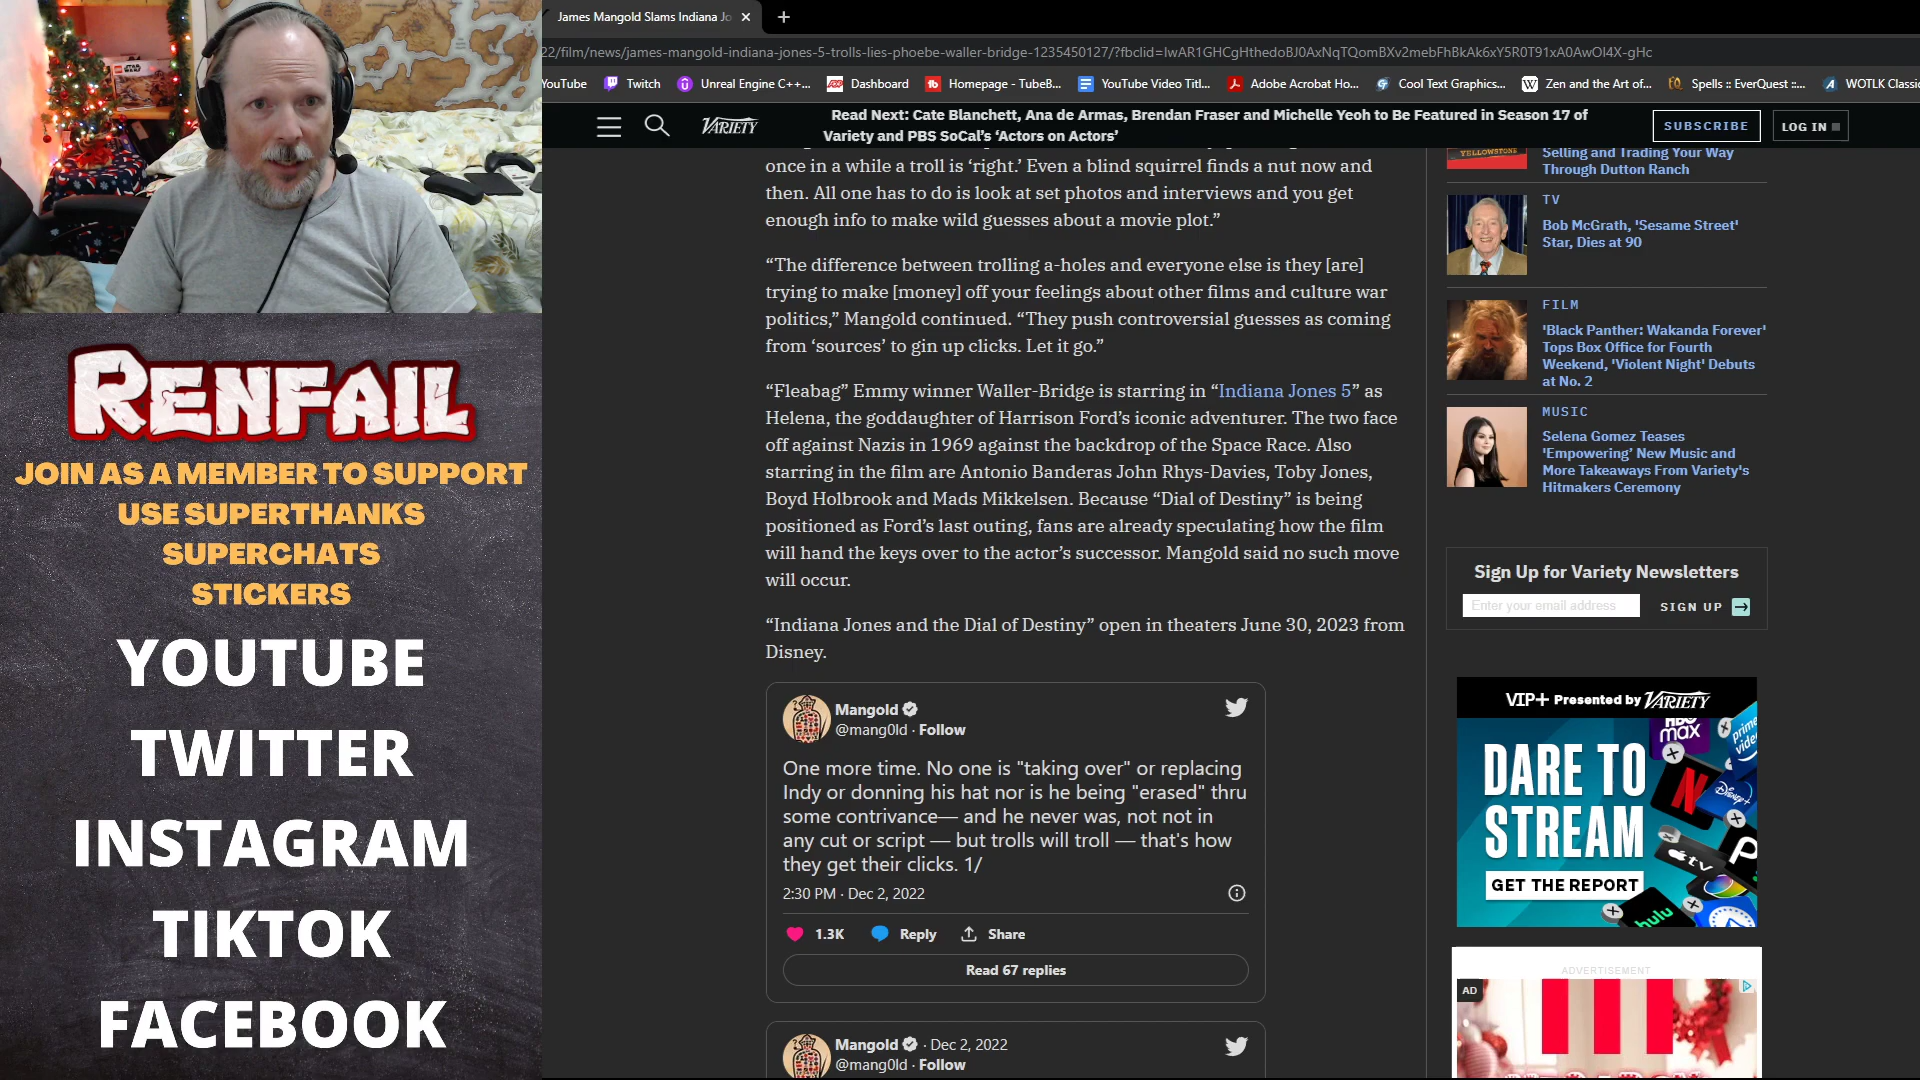 James Mangold Slams Indiana Jo
22/film/news/james-mangold-indiana-jones-5-trolls-lies-phoebe-waller-bridge-1235450127/?fbclid=IwAR1GHCgHthedoBJ0AxNqTQomBXv2mebFhBkAk6xY5R0T91xA0AwOl4X-gHc
YouTube Twitch Unreal Engine C++... Dashboard Homepage - TubeB... YouTube Video Titl... Adobe Acrobat Ho... Cool Text Graphics... Zen and the Art of... Spells :: EverQuest ::... WOTLK Classic
VARIETY
Read Next: Cate Blanchett, Ana de Armas, Brendan Fraser and Michelle Yeoh to Be Featured in Season 17 of
Variety and PBS SoCal’s ‘Actors on Actors’
SUBSCRIBE
LOG IN
once in a while a troll is ‘right.’ Even a blind squirrel finds a nut now and
then. All one has to do is look at set photos and interviews and you get
enough info to make wild guesses about a movie plot.”
“The difference between trolling a-holes and everyone else is they [are]
trying to make [money] off your feelings about other films and culture war
politics,” Mangold continued. “They push controversial guesses as coming
from ‘sources’ to gin up clicks. Let it go.”
“Fleabag” Emmy winner Waller-Bridge is starring in “Indiana Jones 5” as
Helena, the goddaughter of Harrison Ford’s iconic adventurer. The two face
off against Nazis in 1969 against the backdrop of the Space Race. Also
starring in the film are Antonio Banderas John Rhys-Davies, Toby Jones,
Boyd Holbrook and Mads Mikkelsen. Because “Dial of Destiny” is being
positioned as Ford’s last outing, fans are already speculating how the film
will hand the keys over to the actor’s successor. Mangold said no such move
will occur.
“Indiana Jones and the Dial of Destiny” open in theaters June 30, 2023 from
Disney.
Mangold
@mang0ld · Follow
One more time. No one is "taking over" or replacing
Indy or donning his hat nor is he being "erased" thru
some contrivance— and he never was, not not in
any cut or script — but trolls will troll — that's how
they get their clicks. 1/
2:30 PM · Dec 2, 2022
1.3K Reply Share
Read 67 replies
Mangold · Dec 2, 2022
@mang0ld · Follow
YELLOWSTONE
Selling and Trading Your Way
Through Dutton Ranch
TV
Bob McGrath, 'Sesame Street'
Star, Dies at 90
FILM
'Black Panther: Wakanda Forever'
Tops Box Office for Fourth
Weekend, 'Violent Night' Debuts
at No. 2
MUSIC
Selena Gomez Teases
'Empowering’ New Music and
More Takeaways From Variety's
Hitmakers Ceremony
Sign Up for Variety Newsletters
Enter your email address
SIGN UP
VIP+ Presented by VARIETY
DARE TO
STREAM
GET THE REPORT
HBO
max
prime
video
N
Disney+
tv
hulu
ADVERTISEMENT
AD
RENFAIL
JOIN AS A MEMBER TO SUPPORT
USE SUPERTHANKS
SUPERCHATS
STICKERS
YOUTUBE
TWITTER
INSTAGRAM
TIKTOK
FACEBOOK